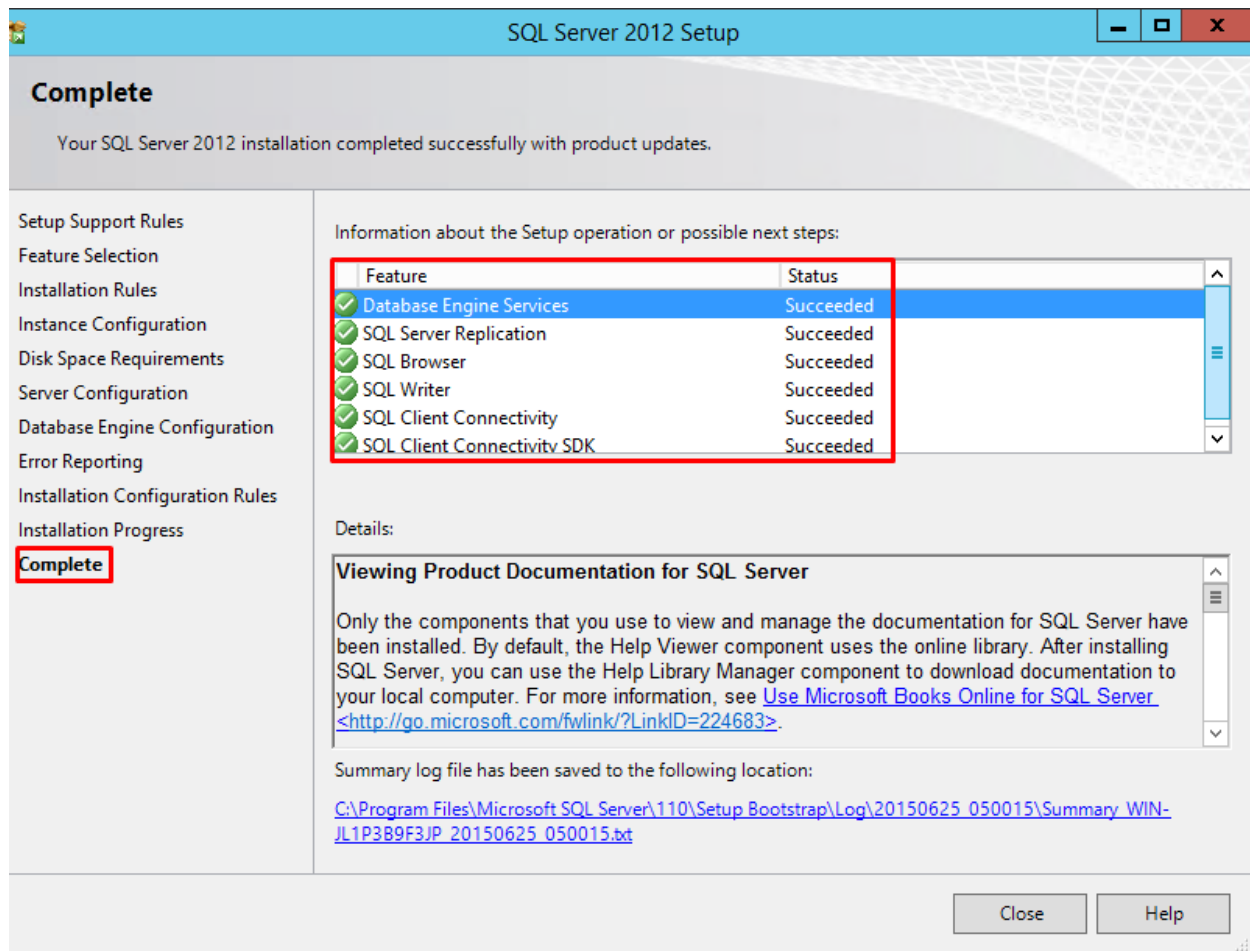 SQL Server 2012 Setup
Complete
Your SQL Server 2012 installation completed successfully with product updates.
Setup Support Rules
Feature Selection
Installation Rules
Instance Configuration
Disk Space Requirements
Server Configuration
Database Engine Configuration
Error Reporting
Installation Configuration Rules
Installation Progress
Complete
Information about the Setup operation or possible next steps:
Feature Status
Database Engine Services Succeeded
SQL Server Replication Succeeded
SQL Browser Succeeded
SQL Writer Succeeded
SQL Client Connectivity Succeeded
SQL Client Connectivity SDK Succeeded
Details:
Viewing Product Documentation for SQL Server
Only the components that you use to view and manage the documentation for SQL Server have
been installed. By default, the Help Viewer component uses the online library. After installing
SQL Server, you can use the Help Library Manager component to download documentation to
your local computer. For more information, see Use Microsoft Books Online for SQL Server
<http://go.microsoft.com/fwlink/?LinkID=224683>.
Summary log file has been saved to the following location:
C:\Program Files\Microsoft SQL Server\110\Setup Bootstrap\Log\20150625_050015\Summary_WIN-
JL1P3B9F3JP_20150625_050015.txt
Close Help